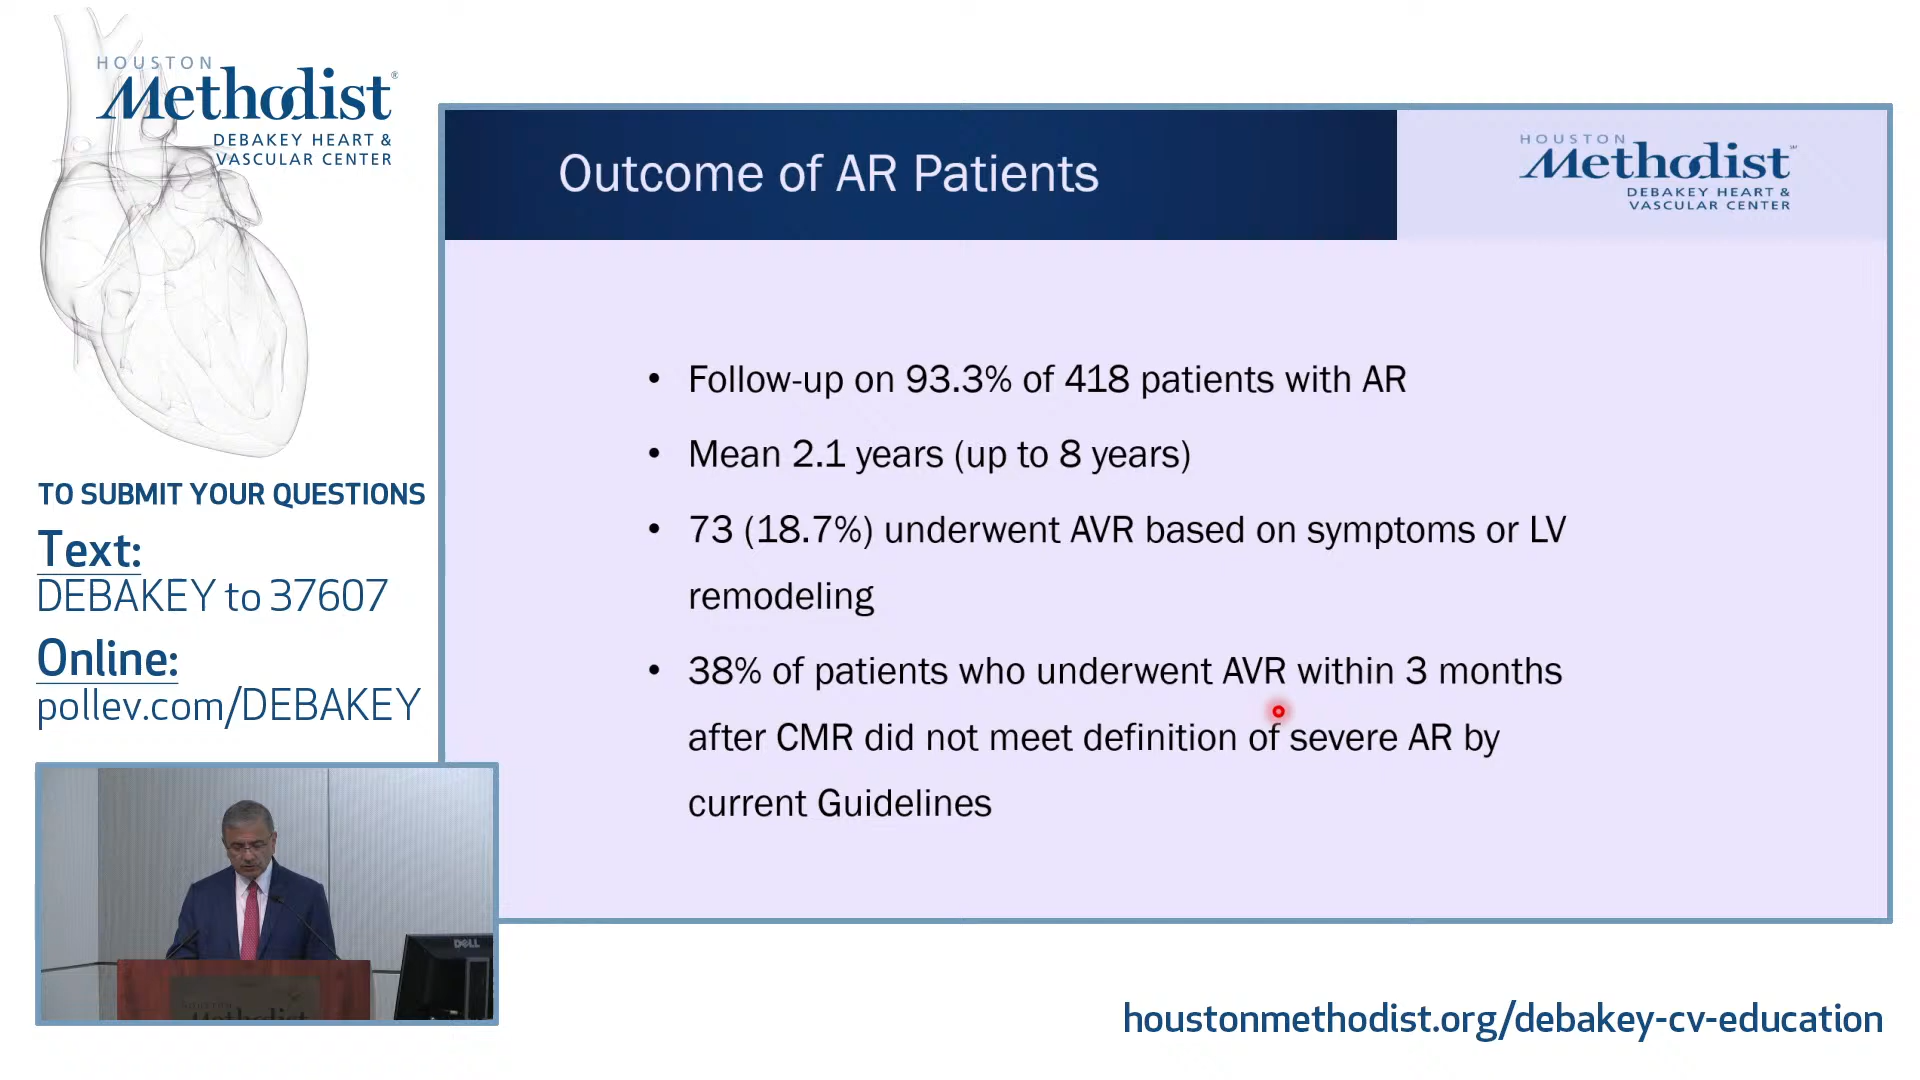 HOUSTON
Methodist®
DEBAKEY HEART &
VASCULAR CENTER
TO SUBMIT YOUR QUESTIONS
Text:
DEBAKEY to 37607
Online:
pollev.com/DEBAKEY
Outcome of AR Patients
HOUSTON
Methodist
DEBAKEY HEART &
VASCULAR CENTER
• Follow-up on 93.3% of 418 patients with AR
• Mean 2.1 years (up to 8 years)
• 73 (18.7%) underwent AVR based on symptoms or LV
remodeling
• 38% of patients who underwent AVR within 3 months
after CMR did not meet definition of severe AR by
current Guidelines
DELL
HOUSTON
Methodist
houstonmethodist.org/debakey-cv-education